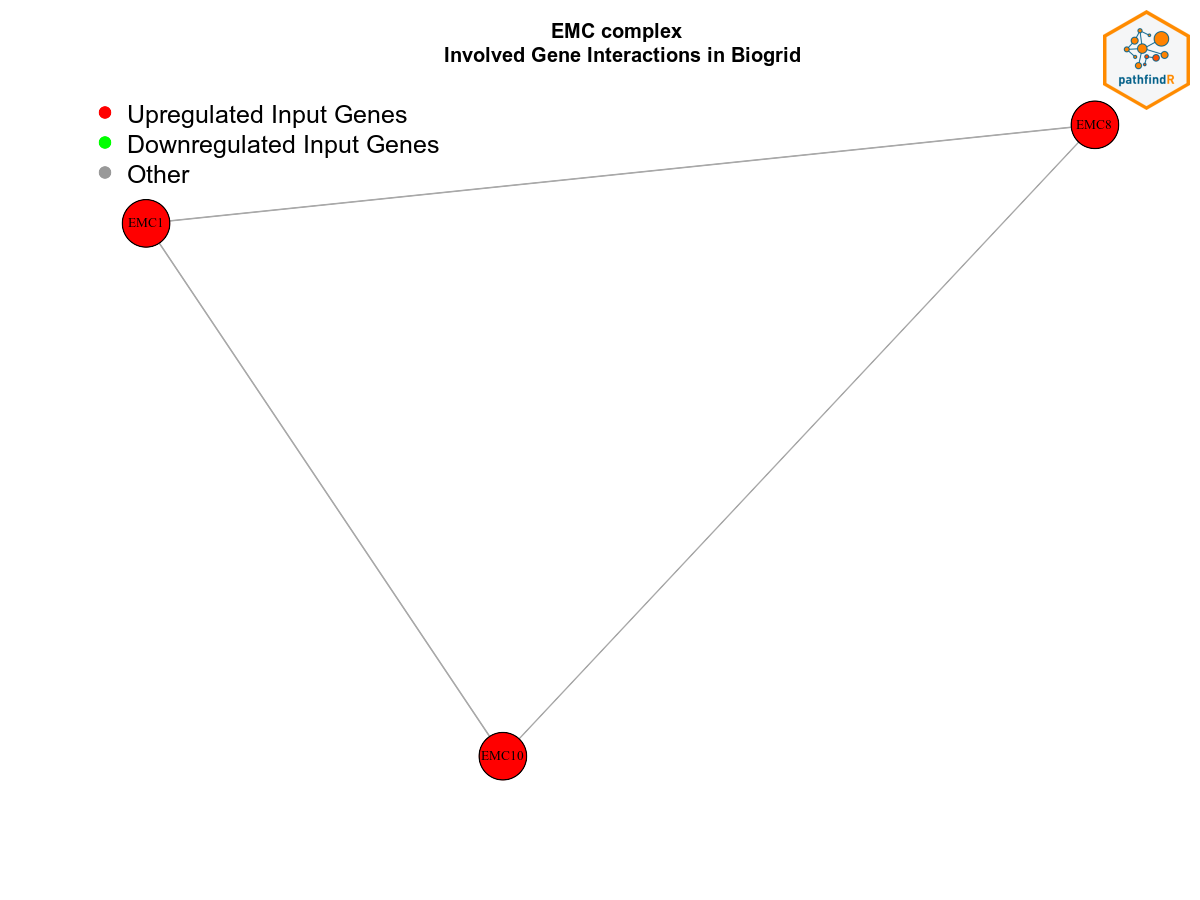 EMC complex
Involved Gene Interactions in Biogrid
pathfindR
Upregulated Input Genes
Downregulated Input Genes
Other
EMC8
EMC1
EMC10